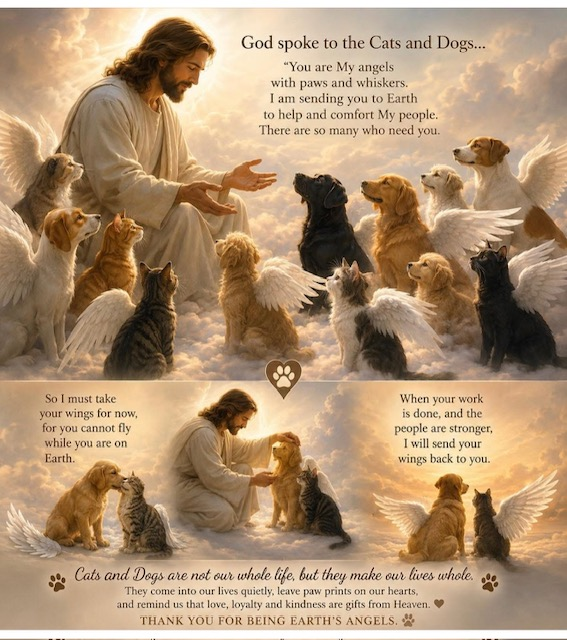 God spoke to the Cats and Dogs...
“You are My angels
with paws and whiskers.
I am sending you to Earth
to help and comfort My people.
There are so many who need you.
So I must take
your wings for now,
for you cannot fly
while you are on
Earth.
When your work
is done, and the
people are stronger,
I will send your
wings back to you.
Cats and Dogs are not our whole life, but they make our lives whole.
They come into our lives quietly, leave paw prints on our hearts,
and remind us that love, loyalty and kindness are gifts from Heaven.
THANK YOU FOR BEING EARTH'S ANGELS.